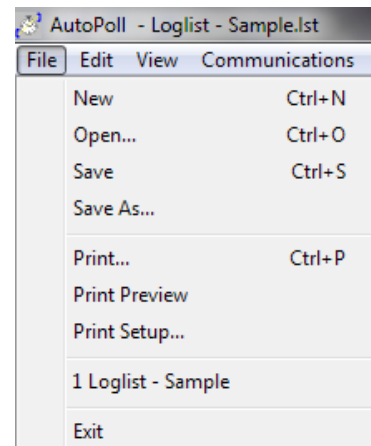 AutoPoll - Loglist - Sample.lst
File Edit View Communications
New Ctrl+N
Open... Ctrl+O
Save Ctrl+S
Save As...
Print... Ctrl+P
Print Preview
Print Setup...
1 Loglist - Sample
Exit